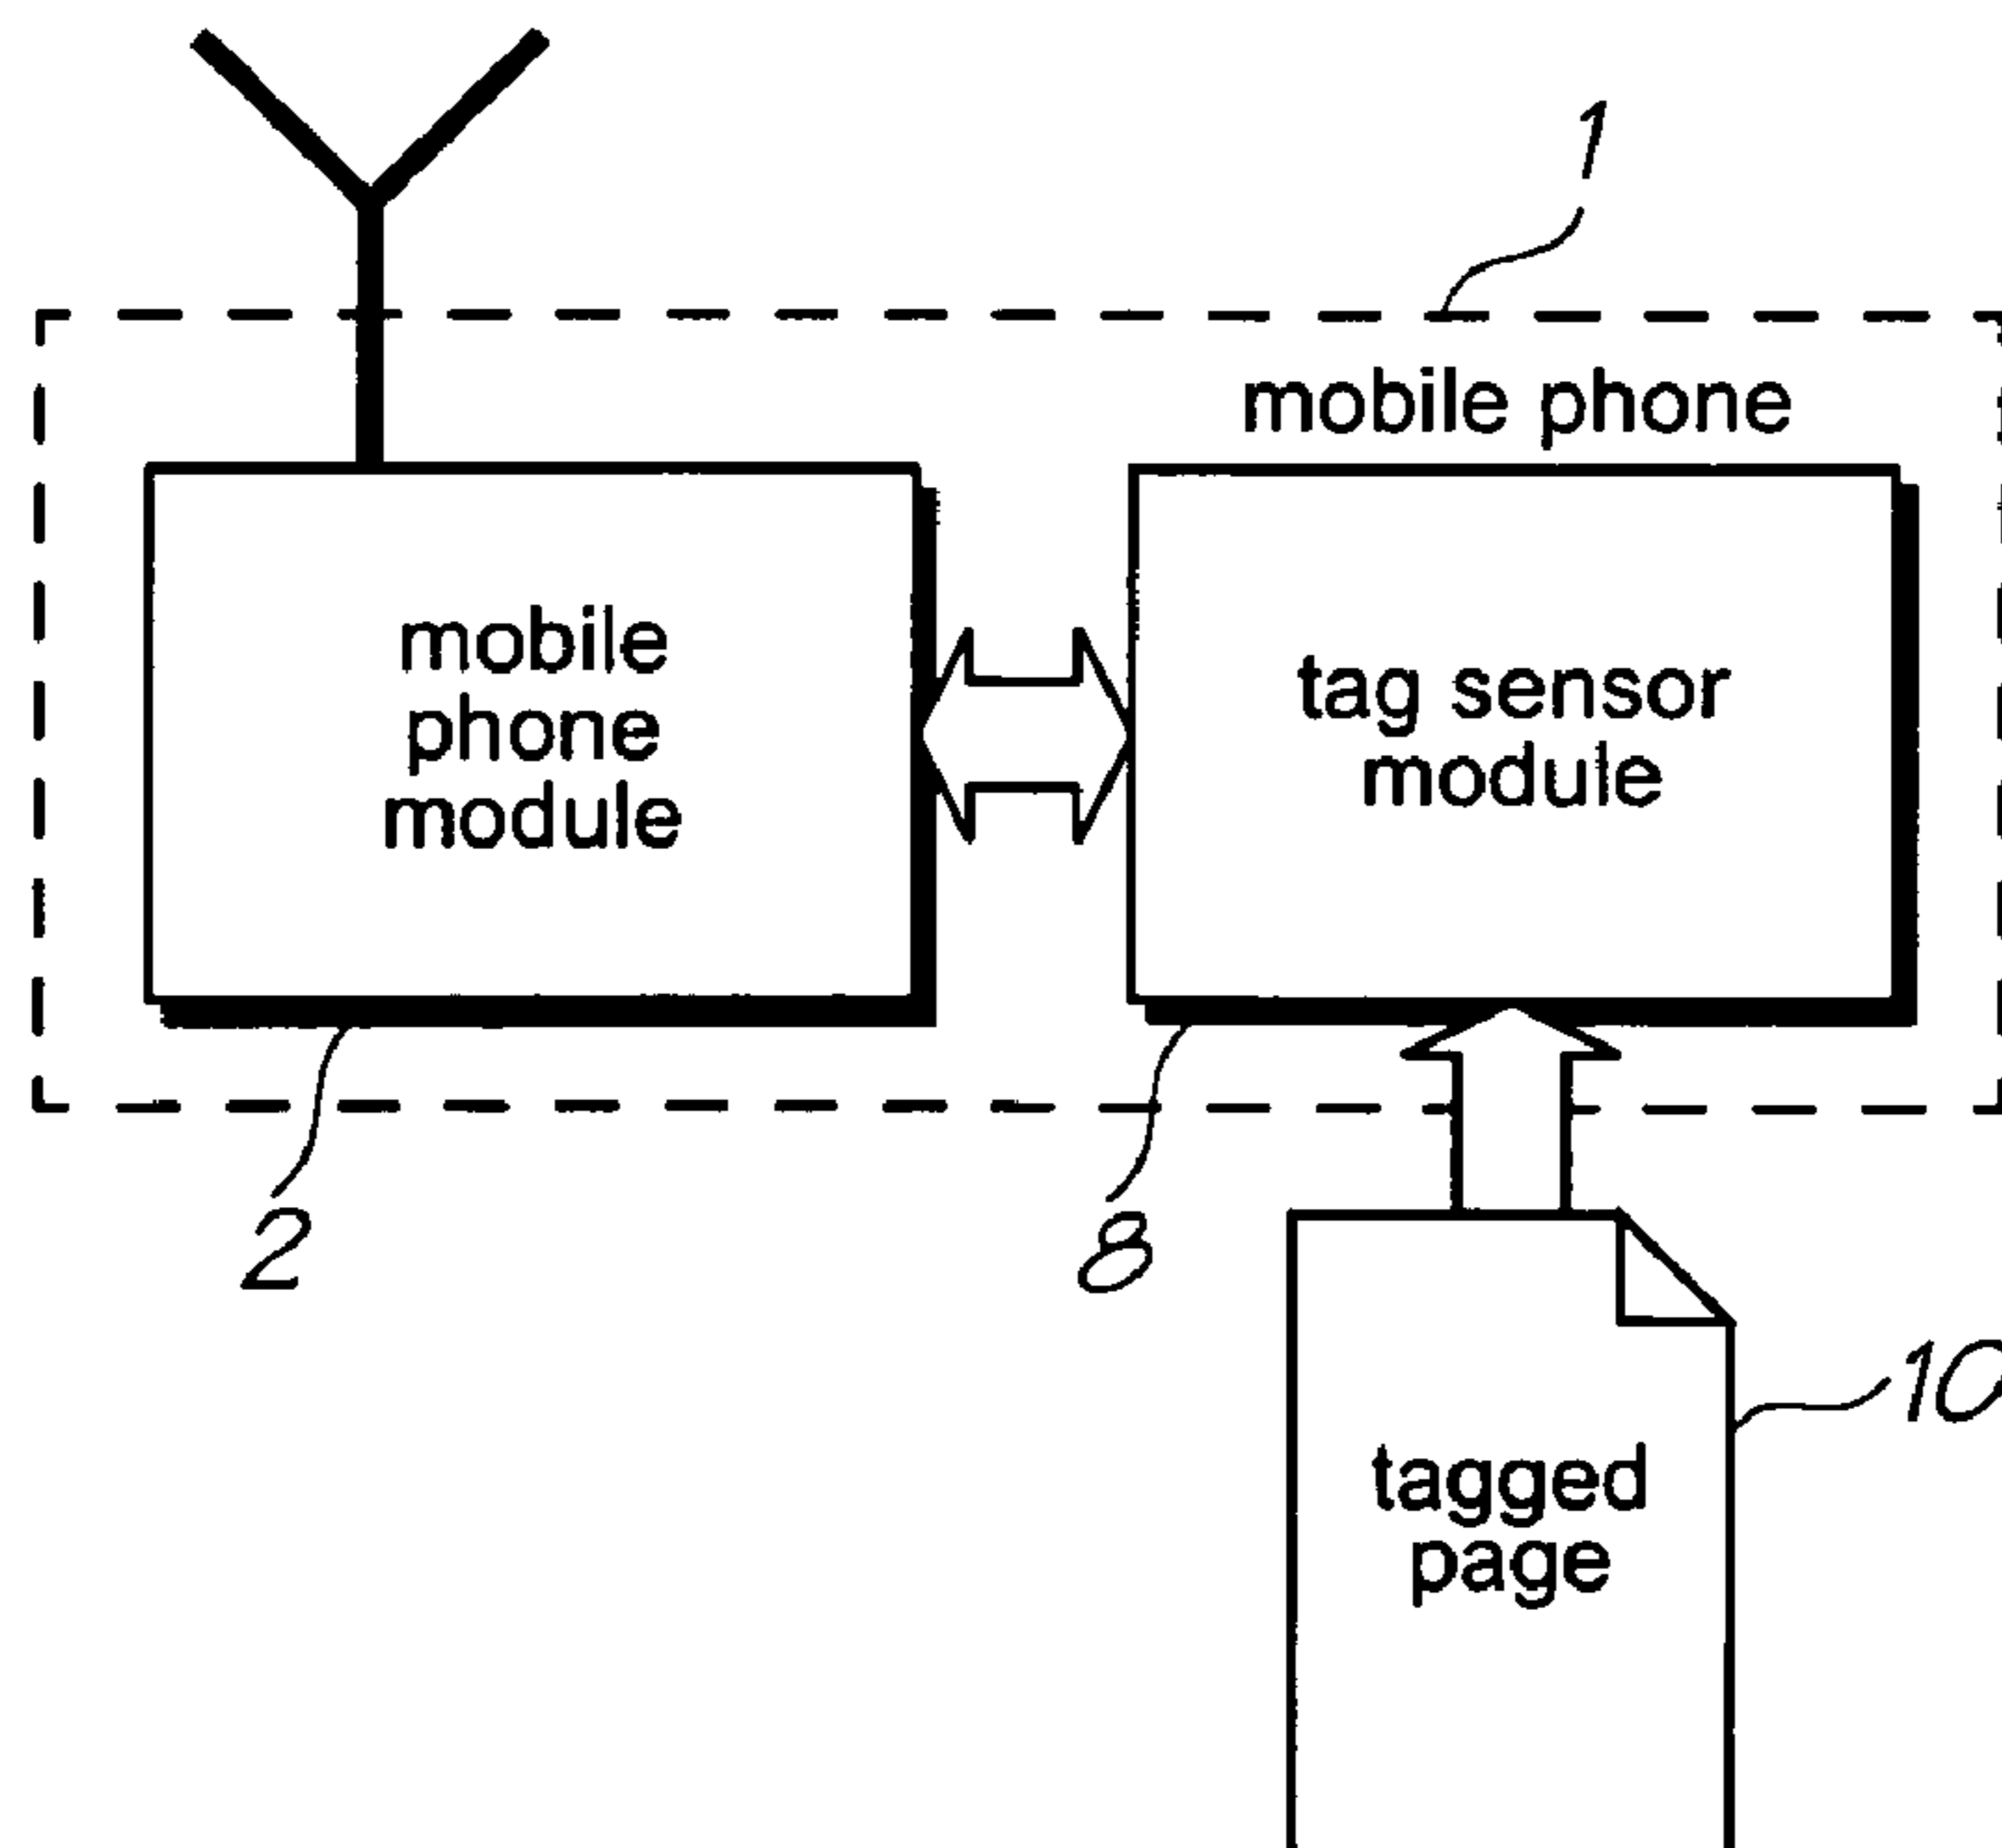 1
mobile phone
mobile
phone
module
tag sensor
module
2
8
10
tagged
page